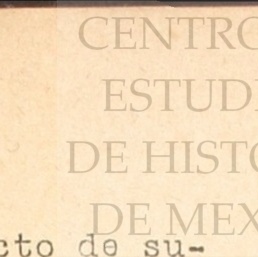 CENTRO
ESTUDI
DE HISTO
DE MEX
cto de su-